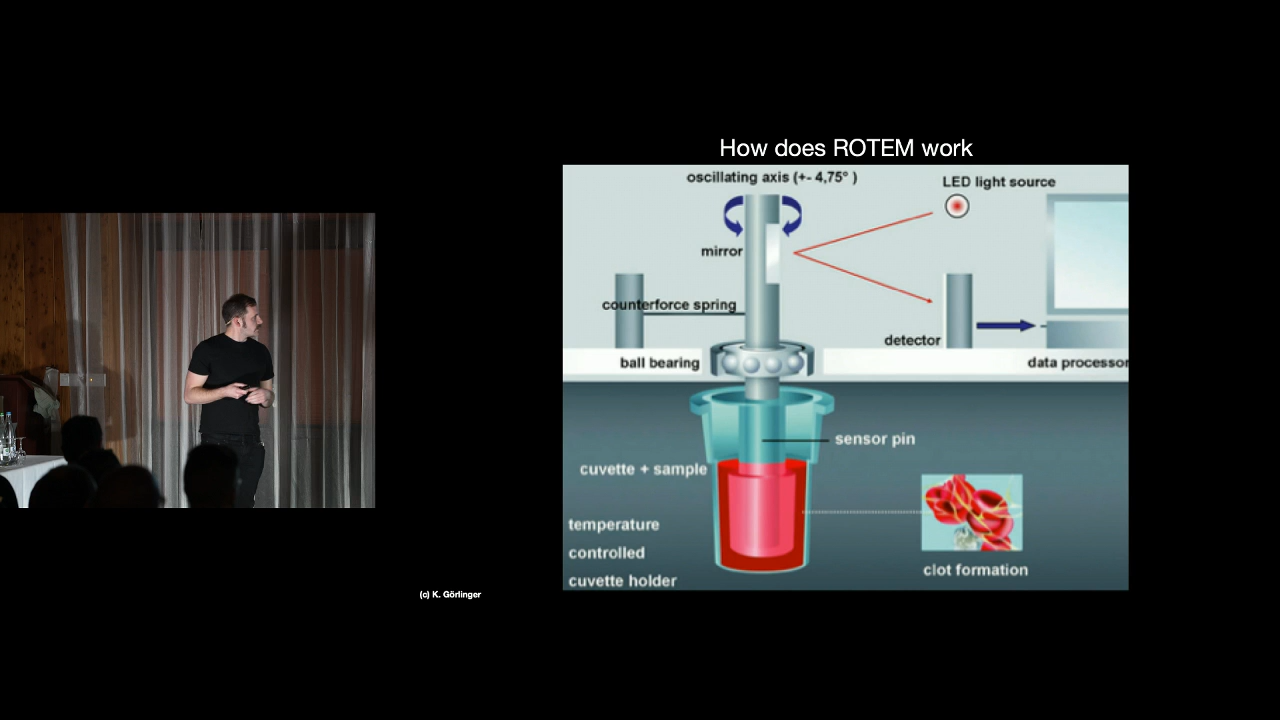 How does ROTEM work
oscillating axis (+- 4,75° )
LED light source
mirror
counterforce spring
detector
ball bearing
data processor
sensor pin
cuvette + sample
temperature
controlled
cuvette holder
clot formation
(c) K. Görlinger